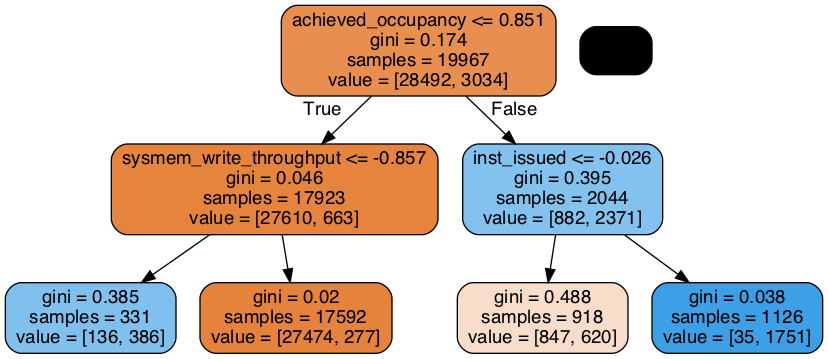 achieved_occupancy <= 0.851
gini = 0.174
samples = 19967
value = [28492, 3034]
True
False
sysmem_write_throughput <= -0.857
gini = 0.046
samples = 17923
value = [27610, 663]
inst_issued <= -0.026
gini = 0.395
samples = 2044
value = [882, 2371]
gini = 0.385
samples = 331
value = [136, 386]
gini = 0.02
samples = 17592
value = [27474, 277]
gini = 0.488
samples = 918
value = [847, 620]
gini = 0.038
samples = 1126
value = [35, 1751]